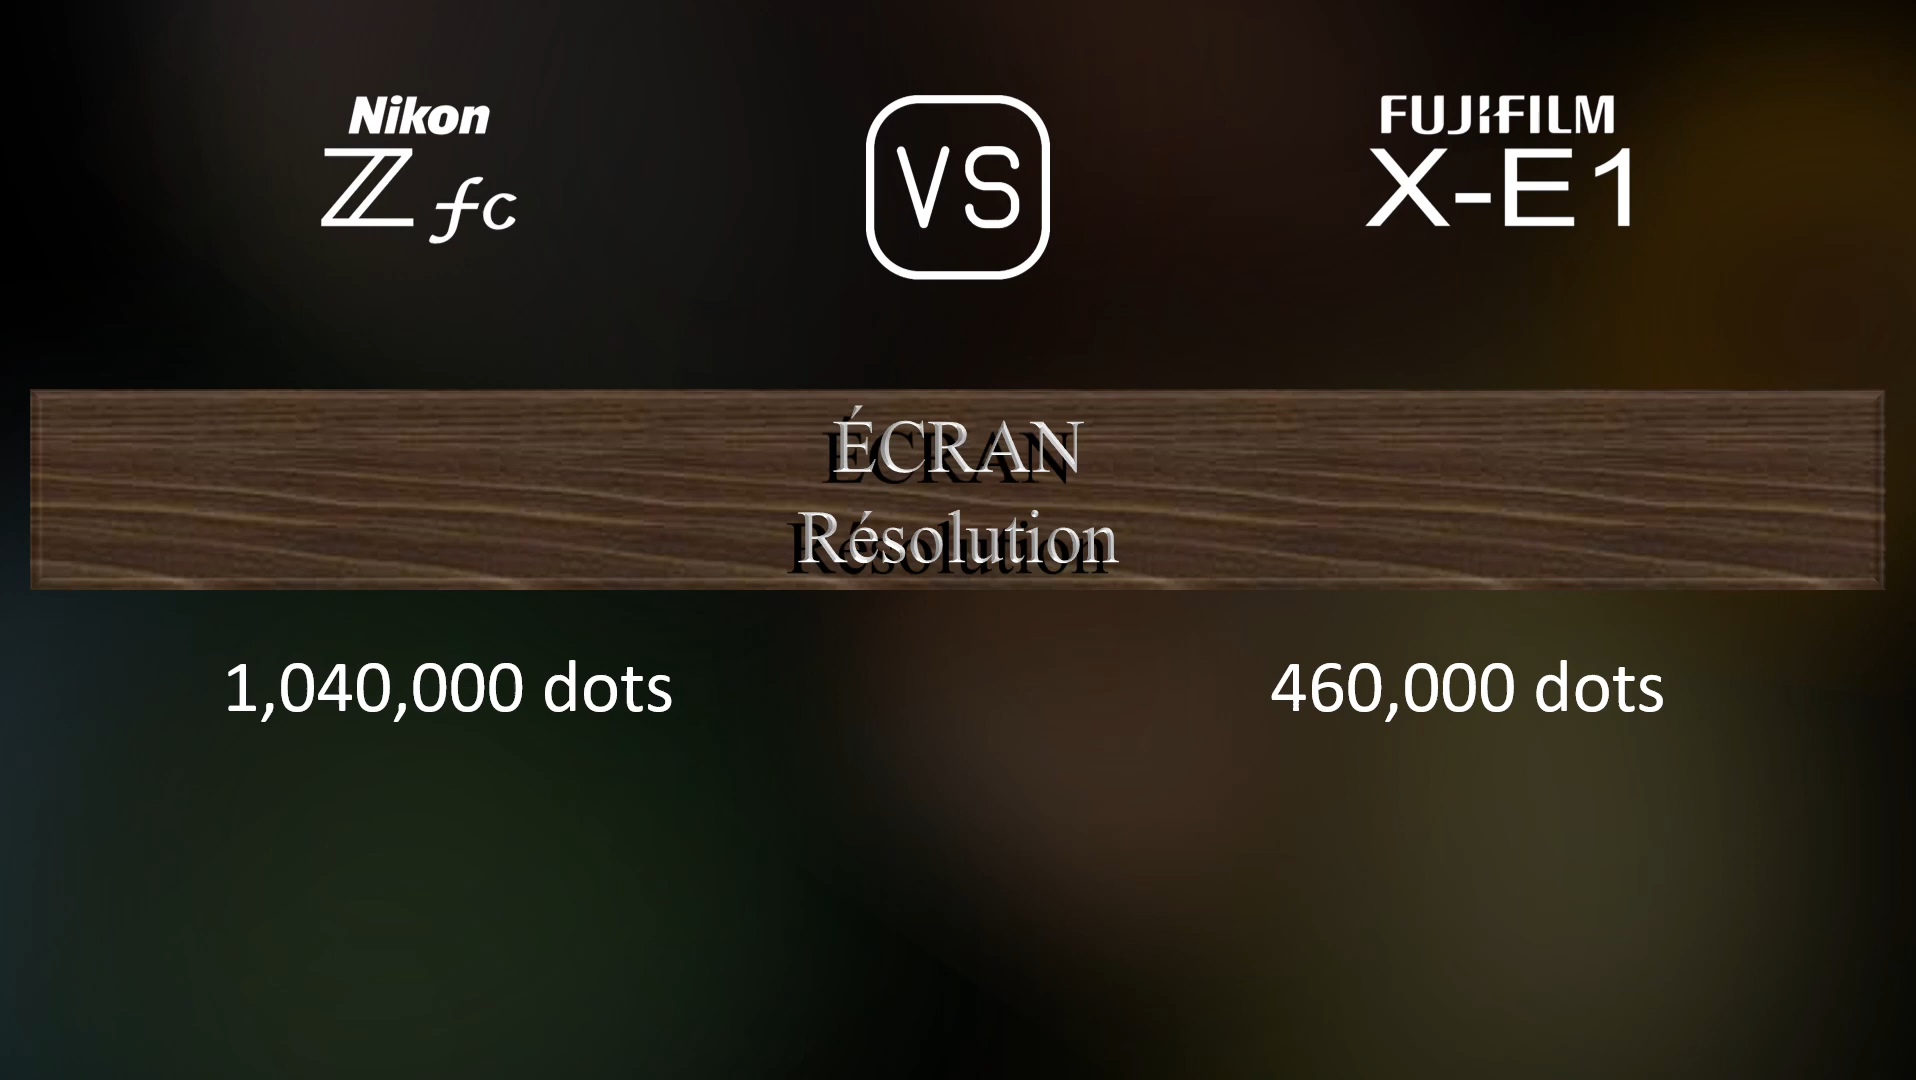 Nikon
Z fc
VS
FUJIFILM
X-E1
ÉCRAN
Résolution
1,040,000 dots
460,000 dots